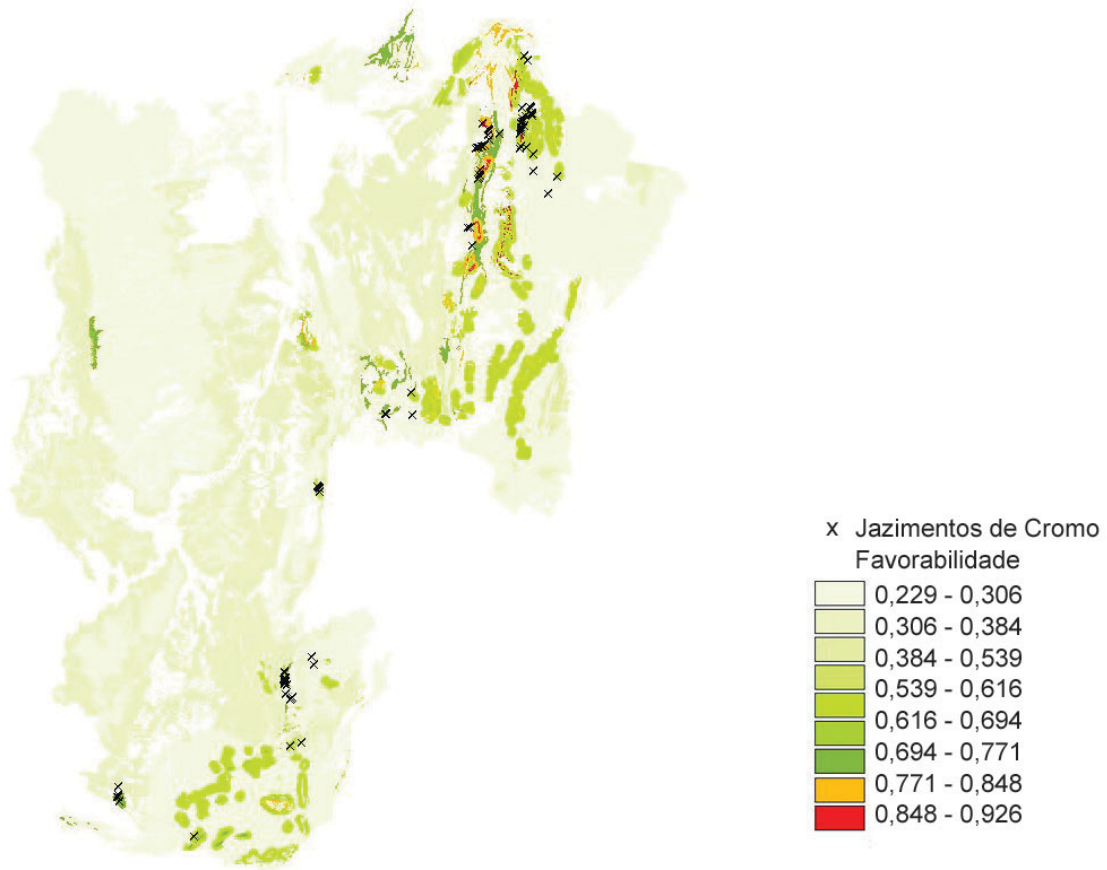 x Jazimentos de Cromo
Favorabilidade
0,229 - 0,306
0,306 - 0,384
0,384 - 0,539
0,539 - 0,616
0,616 - 0,694
0,694 - 0,771
0,771 - 0,848
0,848 - 0,926